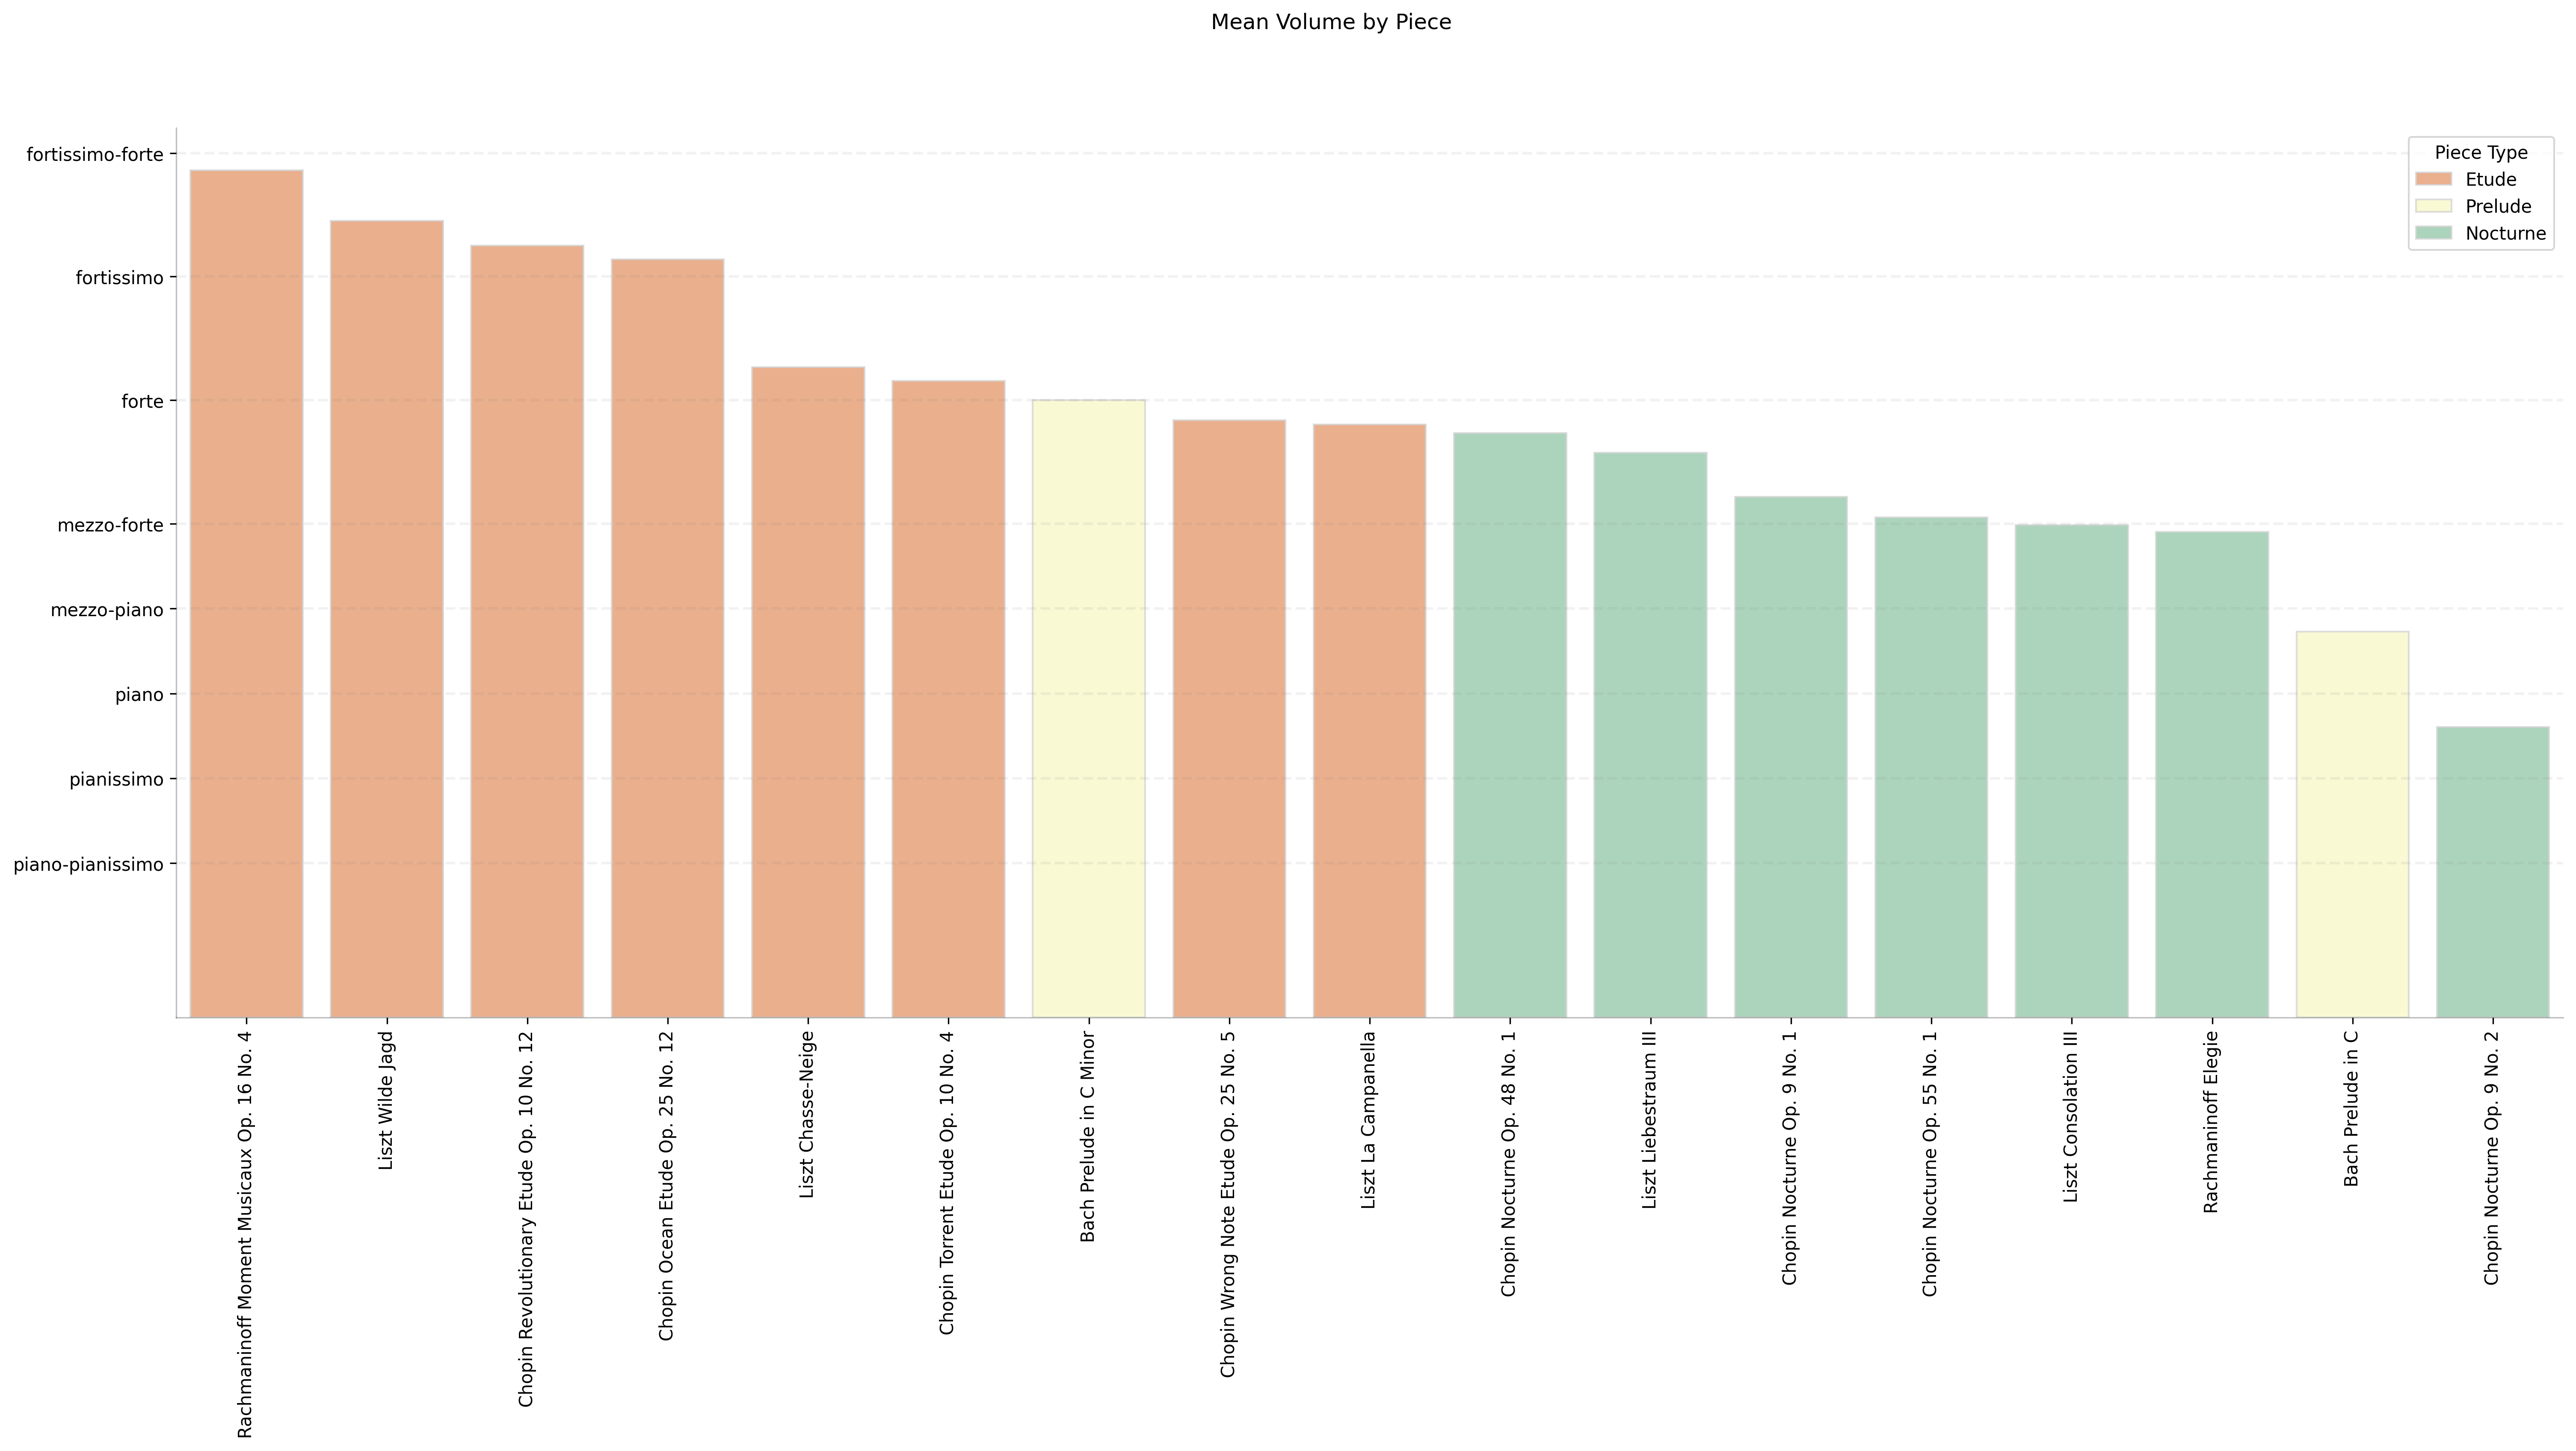 Mean Volume by Piece
fortissimo-forte
fortissimo
forte
mezzo-forte
mezzo-piano
piano
pianissimo
piano-pianissimo
Piece Type
Etude
Prelude
Nocturne
Rachmaninoff Moment Musicaux Op. 16 No. 4
Liszt Wilde Jagd
Chopin Revolutionary Etude Op. 10 No. 12
Chopin Ocean Etude Op. 25 No. 12
Liszt Chasse-Neige
Chopin Torrent Etude Op. 10 No. 4
Bach Prelude in C Minor
Chopin Wrong Note Etude Op. 25 No. 5
Liszt La Campanella
Chopin Nocturne Op. 48 No. 1
Liszt Liebestraum III
Chopin Nocturne Op. 9 No. 1
Chopin Nocturne Op. 55 No. 1
Liszt Consolation III
Rachmaninoff Elegie
Bach Prelude in C
Chopin Nocturne Op. 9 No. 2